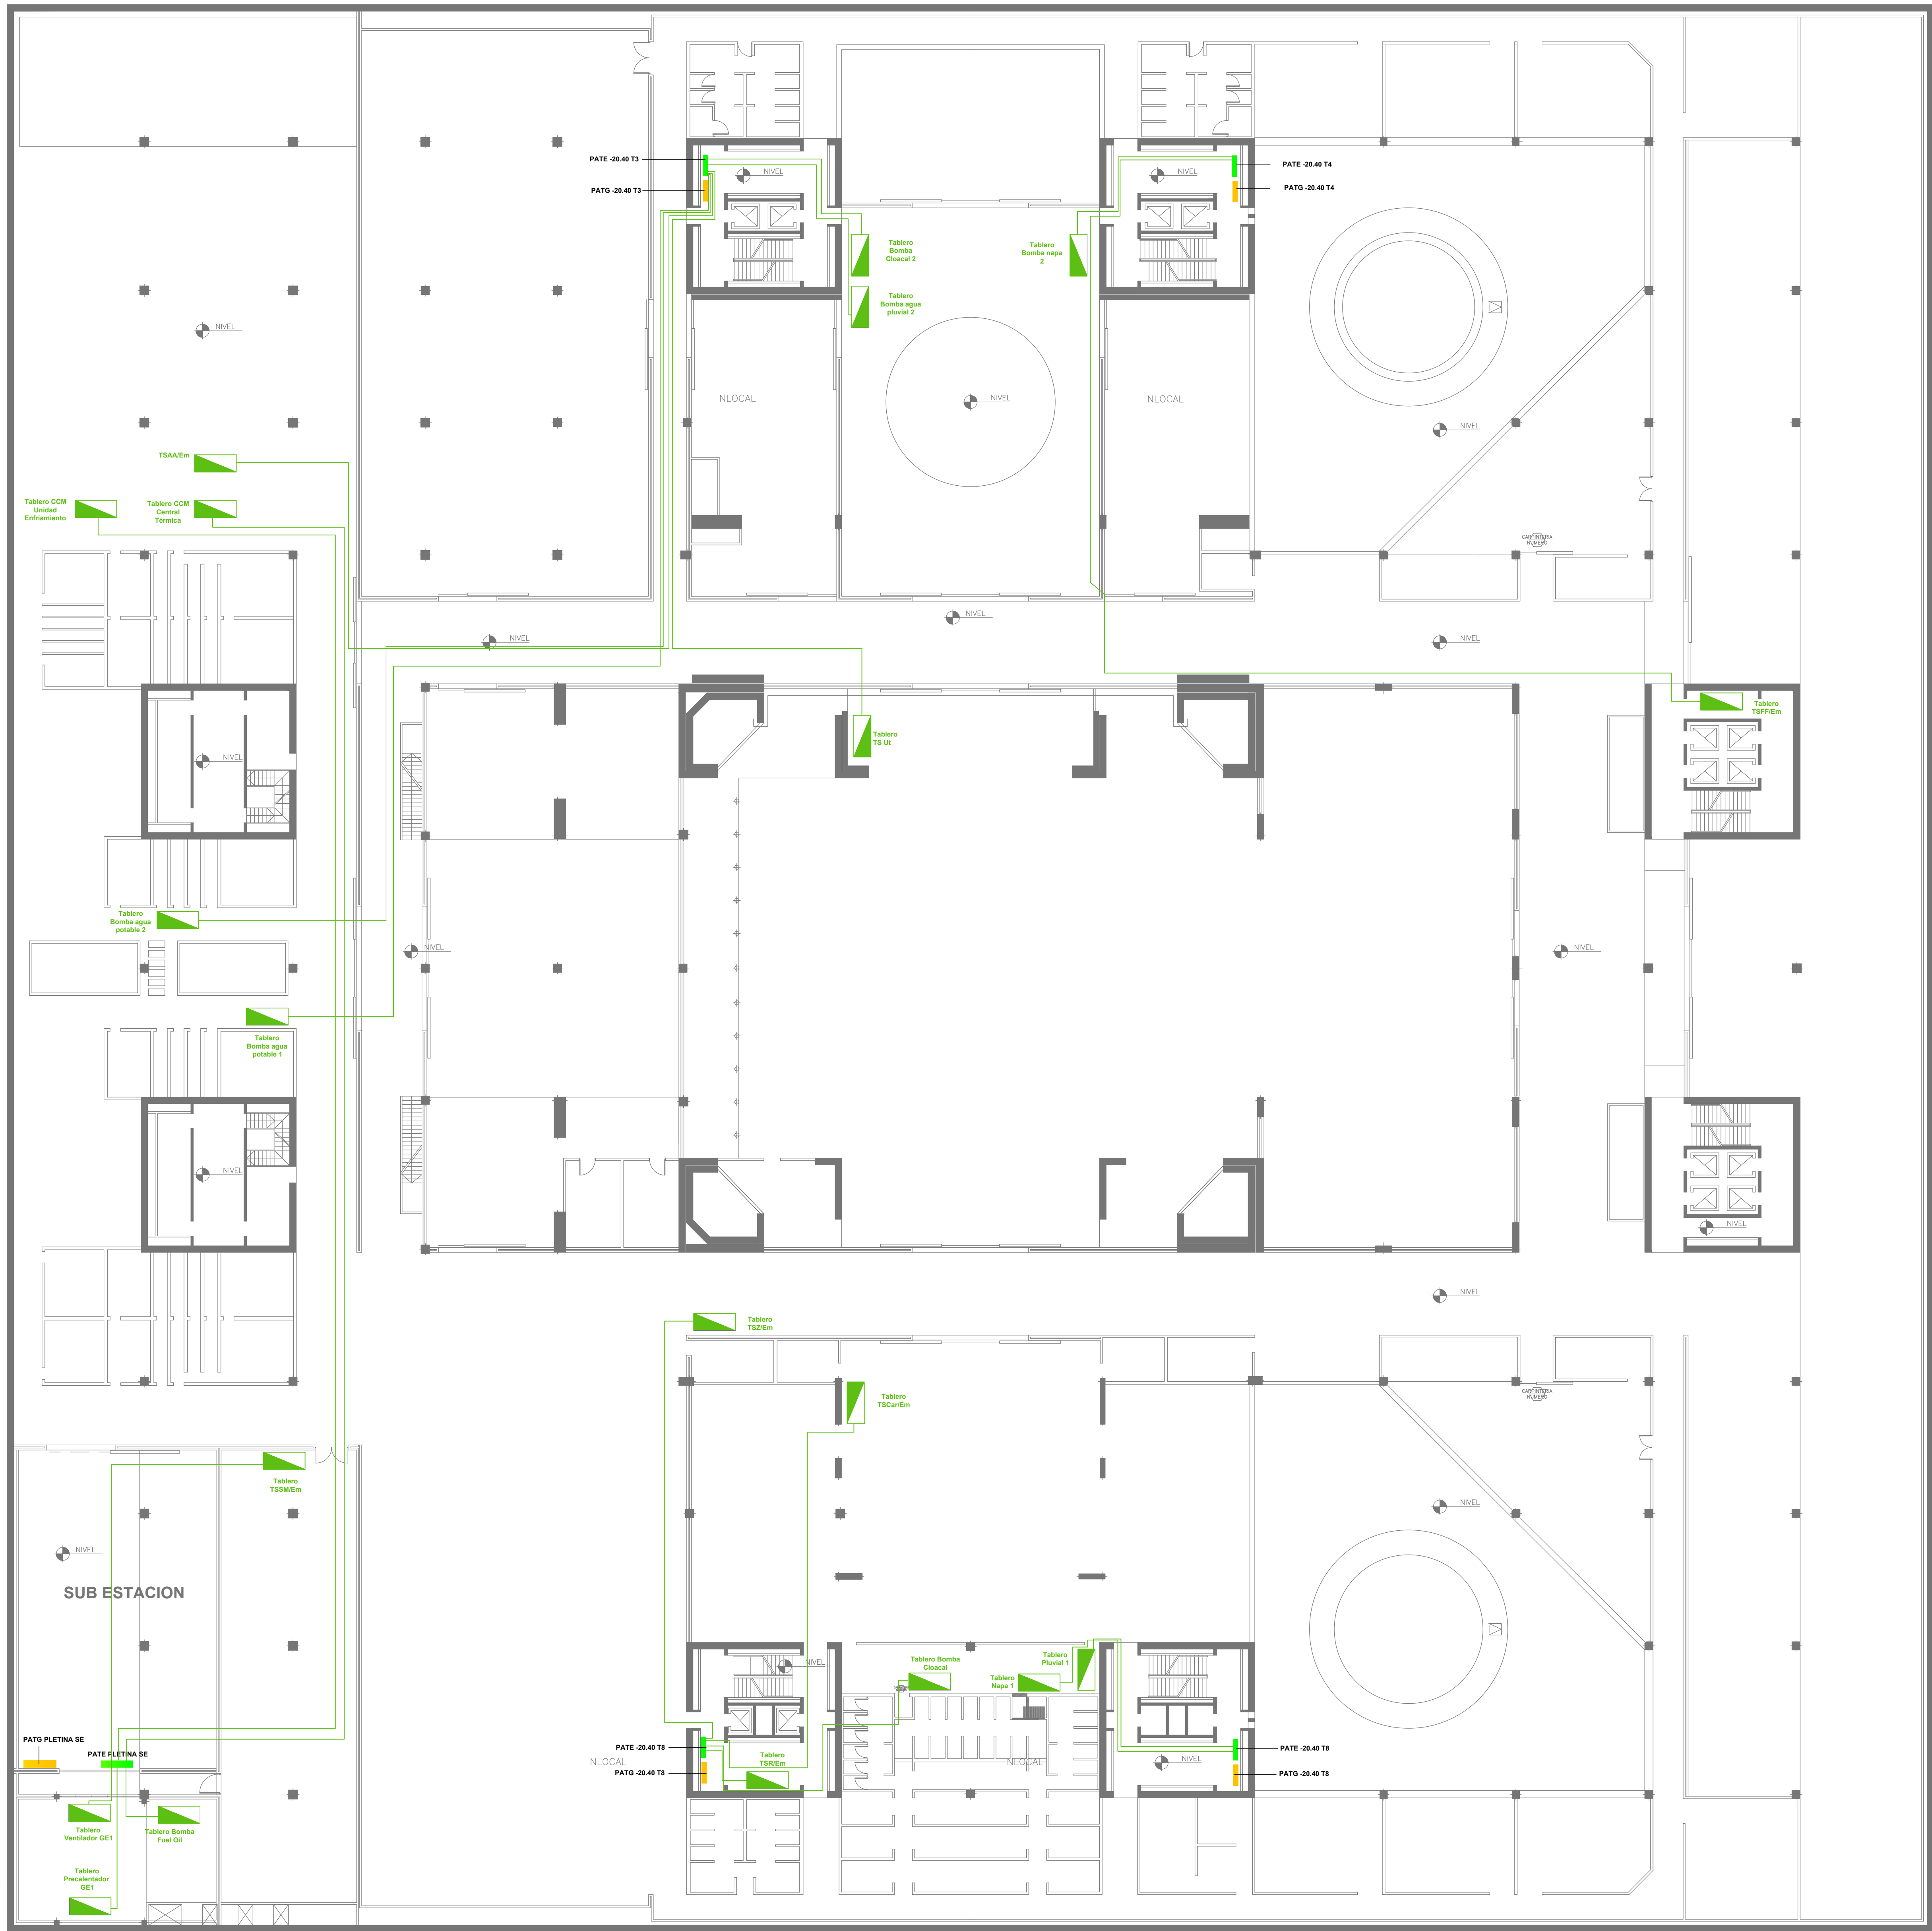 PATE -20.40 T3
PATG -20.40 T3
NIVEL
NIVEL
PATE -20.40 T4
PATG -20.40 T4
Tablero
Bomba
Cloacal 2
Tablero
Bomba napa
2
Tablero
Bomba agua
pluvial 2
NIVEL
NLOCAL
NIVEL
NLOCAL
NIVEL
TSAA/Em
Tablero CCM
Unidad
Enfriamiento
Tablero CCM
Central
Térmica
CARPINTERIA
NUMERO
NIVEL
NIVEL
NIVEL
Tablero
TSFF/Em
Tablero
TS Ut
NIVEL
Tablero
Bomba agua
potable 2
NIVEL
NIVEL
Tablero
Bomba agua
potable 1
NIVEL
NIVEL
NIVEL
Tablero
TSZ/Em
CARPINTERIA
NUMERO
Tablero
TSCar/Em
Tablero
TSSM/Em
NIVEL
NIVEL
SUB ESTACION
NIVEL
Tablero Bomba
Cloacal
Tablero
Pluvial 1
Tablero
Napa 1
PATG PLETINA SE
PATE PLETINA SE
PATE -20.40 T8
Tablero
TSR/Em
NLOCAL
PATG -20.40 T8
NLOCAL
NIVEL
PATE -20.40 T8
PATG -20.40 T8
Tablero
Ventilador GE1
Tablero Bomba
Fuel Oil
Tablero
Precalentador
GE1